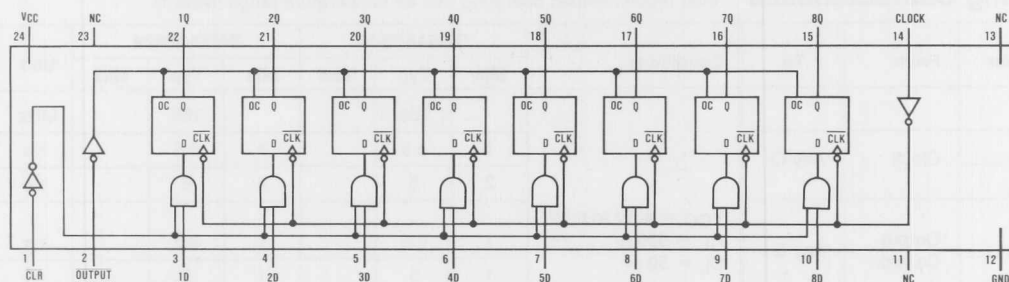 VCC NC 1Q 2Q 3Q 4Q 5Q 6Q 7Q 8Q CLOCK NC
24 23 22 21 20 19 18 17 16 15 14 13
OC Q OC Q OC Q OC Q OC Q OC Q OC Q OC Q
CLK CLK CLK CLK CLK CLK CLK CLK
D D D D D D D D
1 2 3 4 5 6 7 8 9 10 11 12
CLR OUTPUT 1D 2D 3D 4D 5D 6D 7D 8D NC GND